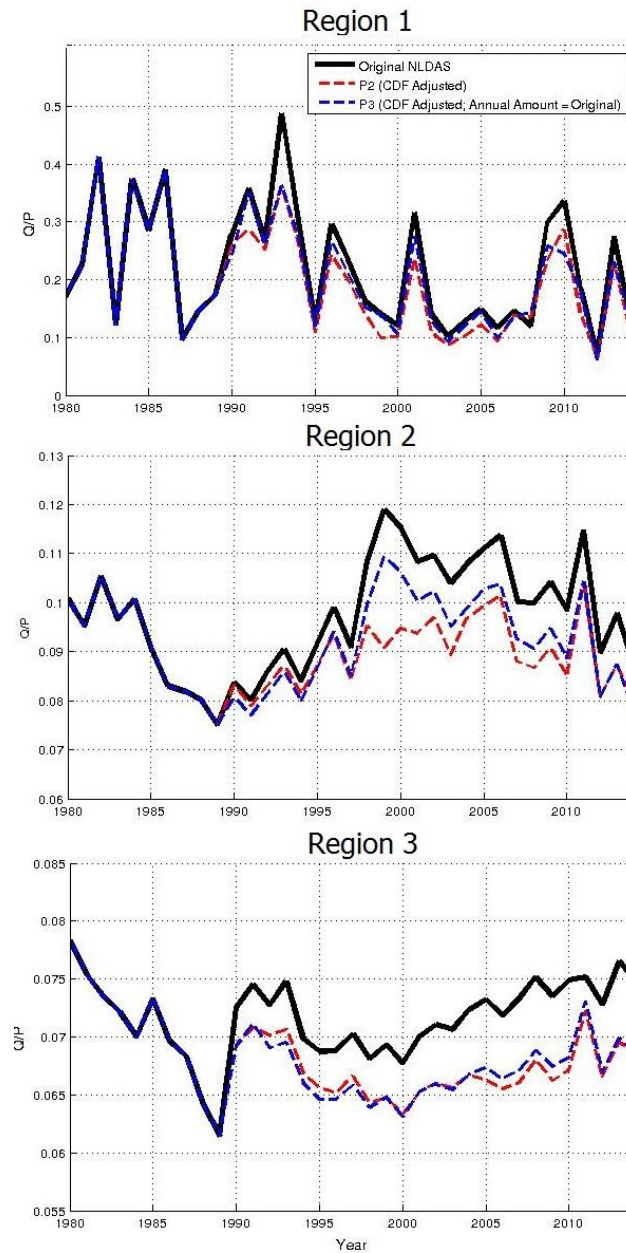 Region 1
Original NLDAS
P2 (CDF Adjusted)
P3 (CDF Adjusted; Annual Amount = Original)
0.5
0.4
0.3
0.2
0.1
0
Q/P
1980 1985 1990 1995 2000 2005 2010
Region 2
0.13
0.12
0.11
0.1
0.09
0.08
0.07
0.06
Q/P
1980 1985 1990 1995 2000 2005 2010
Region 3
0.085
0.08
0.075
0.07
0.065
0.06
0.055
Q/P
1980 1985 1990 1995 2000 2005 2010
Year